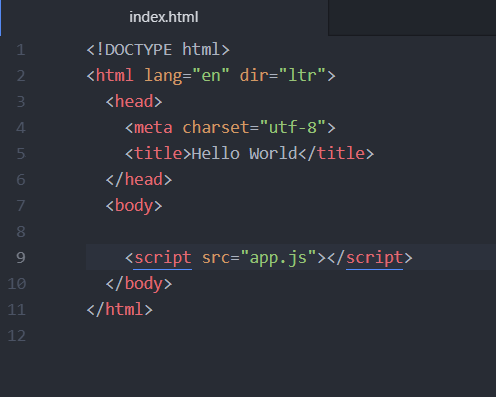 index.html
1 <!DOCTYPE html>
2 <html lang="en" dir="ltr">
3   <head>
4     <meta charset="utf-8">
5     <title>Hello World</title>
6   </head>
7   <body>
8
9     <script src="app.js"></script>
10   </body>
11 </html>
12